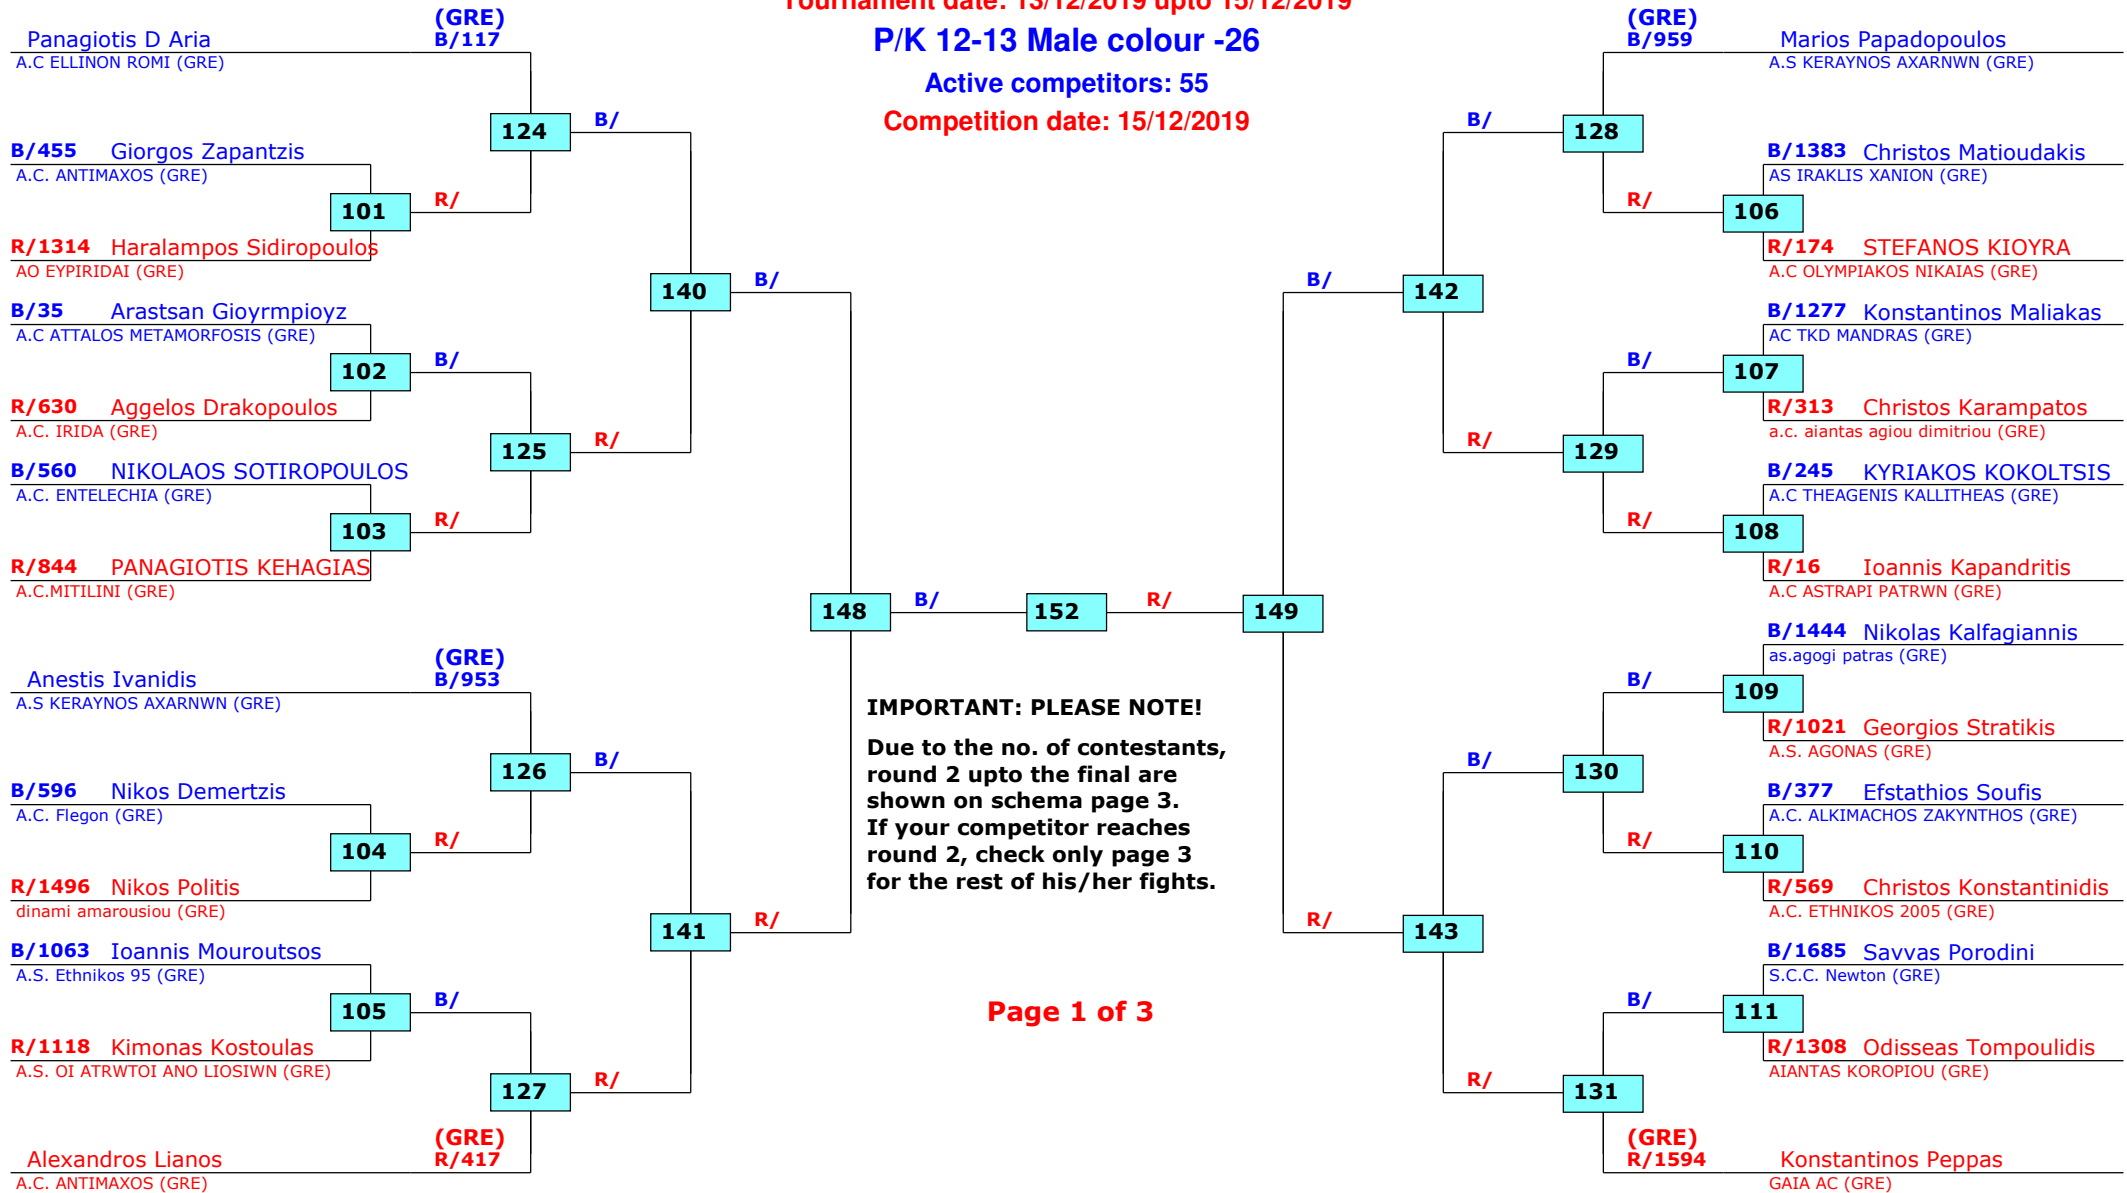 Tournament date: 13/12/2019 upto 15/12/2019
P/K 12-13 Male colour -26
Active competitors: 55
Competition date: 15/12/2019
(GRE)
Panagiotis D Aria B/117
A.C ELLINON ROMI (GRE)
124 B/
B/455 Giorgos Zapantzis
A.C. ANTIMAXOS (GRE)
101 R/
R/1314 Haralampos Sidiropoulos
AO EYPIRIDAI (GRE)
140 B/
B/35 Arastsan Gioyrmpioyz
A.C ATTALOS METAMORFOSIS (GRE)
102 B/
R/630 Aggelos Drakopoulos
A.C. IRIDA (GRE)
125 R/
B/560 NIKOLAOS SOTIROPOULOS
A.C. ENTELECHIA (GRE)
103 R/
R/844 PANAGIOTIS KEHAGIAS
A.C.MITILINI (GRE)
148 B/ 152 R/ 149
(GRE)
Anestis Ivanidis B/953
A.S KERAYNOS AXARNWN (GRE)
126 B/
B/596 Nikos Demertzis
A.C. Flegon (GRE)
104 R/
R/1496 Nikos Politis
dinami amarousiou (GRE)
141 R/
B/1063 Ioannis Mouroutsos
A.S. Ethnikos 95 (GRE)
105 B/
R/1118 Kimonas Kostoulas
A.S. OI ATRWTOI ANO LIOSIWN (GRE)
127 R/
(GRE)
Alexandros Lianos R/417
A.C. ANTIMAXOS (GRE)
IMPORTANT: PLEASE NOTE!
Due to the no. of contestants,
round 2 upto the final are
shown on schema page 3.
If your competitor reaches
round 2, check only page 3
for the rest of his/her fights.
Page 1 of 3
(GRE)
B/959 Marios Papadopoulos
A.S KERAYNOS AXARNWN (GRE)
B/ 128
B/1383 Christos Matioudakis
AS IRAKLIS XANION (GRE)
R/ 106
R/174 STEFANOS KIOYRA
A.C OLYMPIAKOS NIKAIAS (GRE)
B/ 142
B/1277 Konstantinos Maliakas
AC TKD MANDRAS (GRE)
B/ 107
R/313 Christos Karampatos
a.c. aiantas agiou dimitriou (GRE)
R/ 129
B/245 KYRIAKOS KOKOLTSIS
A.C THEAGENIS KALLITHEAS (GRE)
R/ 108
R/16 Ioannis Kapandritis
A.C ASTRAPI PATRWN (GRE)
B/1444 Nikolas Kalfagiannis
as.agogi patras (GRE)
B/ 109
R/1021 Georgios Stratikis
A.S. AGONAS (GRE)
B/ 130
B/377 Efstathios Soufis
A.C. ALKIMACHOS ZAKYNTHOS (GRE)
R/ 110
R/569 Christos Konstantinidis
A.C. ETHNIKOS 2005 (GRE)
R/ 143
B/1685 Savvas Porodini
S.C.C. Newton (GRE)
B/ 111
R/1308 Odisseas Tompoulidis
AIANTAS KOROPIOU (GRE)
R/ 131
(GRE)
R/1594 Konstantinos Peppas
GAIA AC (GRE)